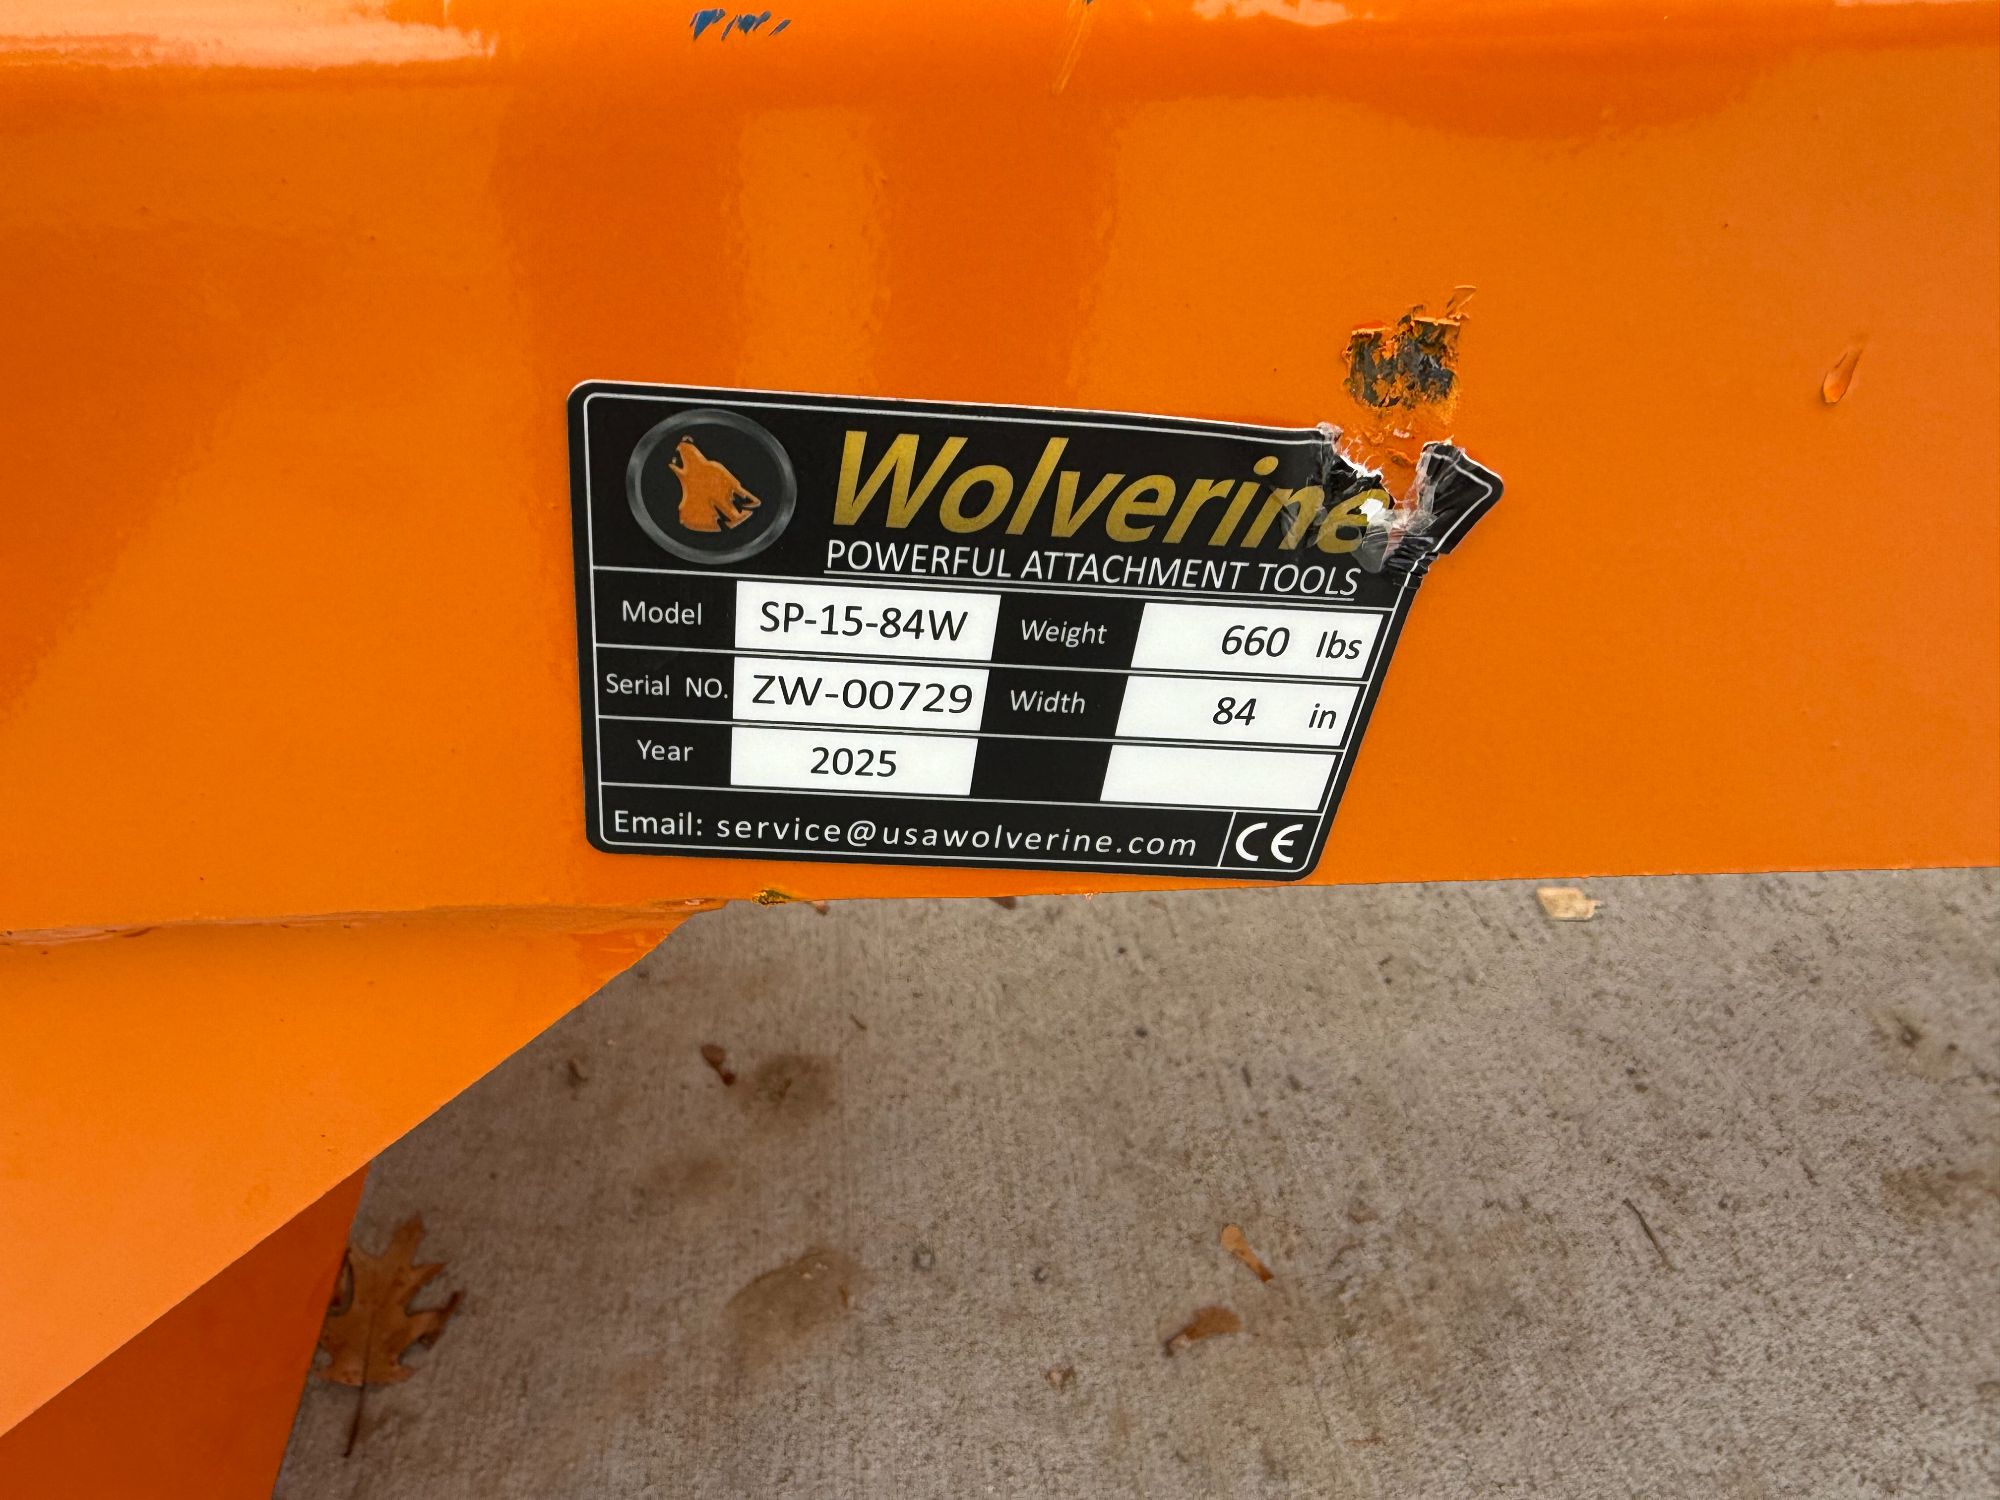 Wolverine
POWERFUL ATTACHMENT TOOLS
Model SP-15-84W Weight 660 lbs
Serial NO. ZW-00729 Width 84 in
Year 2025
Email: service@usawolverine.com CE